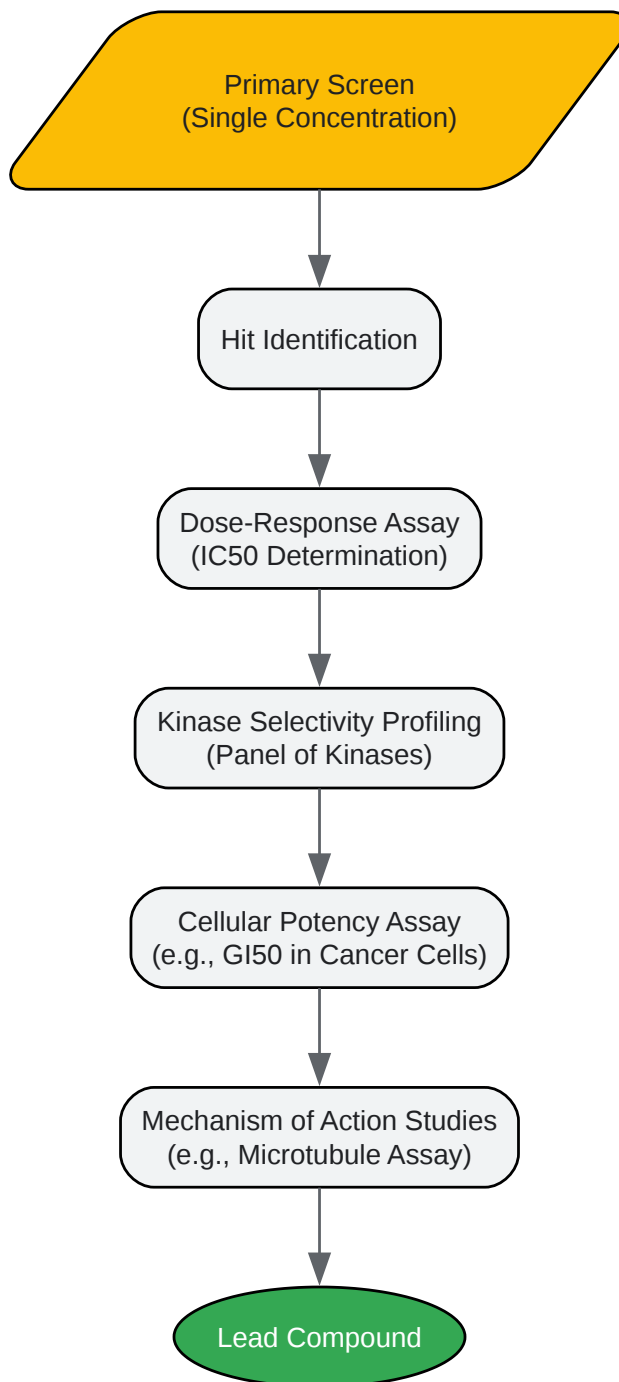 Primary Screen
(Single Concentration)
Hit Identification
Dose-Response Assay
(IC50 Determination)
Kinase Selectivity Profiling
(Panel of Kinases)
Cellular Potency Assay
(e.g., GI50 in Cancer Cells)
Mechanism of Action Studies
(e.g., Microtubule Assay)
Lead Compound